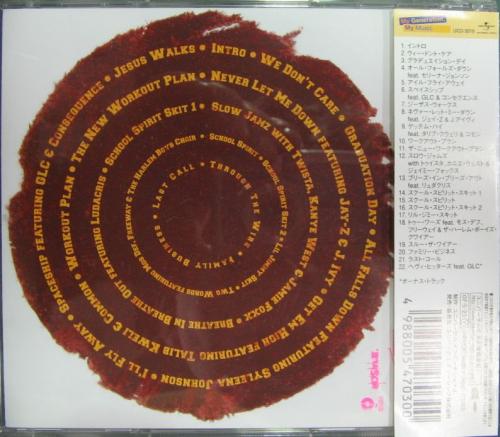 Intro • We Don't Care • Graduation Day • All Falls Down Featuring Syleena Johnson • I'll Fly Away • Spaceship Featuring GLC & Consequence • Jesus Walks •
Never Let Me Down Featuring Jay-Z & J. Ivy • Get Em High Featuring Talib Kweli & Common • Workout Plan • The New Workout Plan •
Slow Jamz with Twista, Kanye West & Jamie Foxx • Breathe In Breathe Out Featuring Ludacris • School Spirit Skit 1 •
School Spirit • School Spirit Skit 2 • Lil Jimmy Skit • Two Words Featuring Mos Def, Freeway & The Harlem Boys Choir •
Through The Wire • Family Business • Last Call •
My Generation,
My Music.
UNIVERSAL
1. イントロ
2. ウィー・ドント・ケア
3. グラデュエイション・デイ
4. オール・フォールズ・ダウン
feat. セリーナ・ジョンソン
5. アイル・フライ・アウェイ
6. スペイスシップ
feat. GLC & コンセクエンス
7. ジーザス・ウォークス
8. ネヴァー・レット・ミー・ダウン
feat. ジェイ・Z & J.アイヴィ
9. ゲッテム・ハイ
feat. タリブ・クウェリ & コモン
10. ワークアウト・プラン
11. ザ・ニュー・ワークアウト・プラン
12. スロウ・ジャムズ
with トゥイスタ、カニエ・ウェスト &
ジェイミー・フォックス
13. ブリーズ・イン・ブリーズ・アウト
feat. リュダクリス
14. スクール・スピリット・スキット 1
15. スクール・スピリット
16. スクール・スピリット・スキット 2
17. リル・ジミー・スキット
18. トゥー・ワーズ feat. モス・デフ、
フリーウェイ & ザ・ハーレム・ボーイズ・
クワイアー
19. スルー・ザ・ワイアー
20. ファミリー・ビジネス
21. ラスト・コール
22. ヘヴィ・ヒッターズ feat. GLC*
*ボーナス・トラック
4 988005 470300